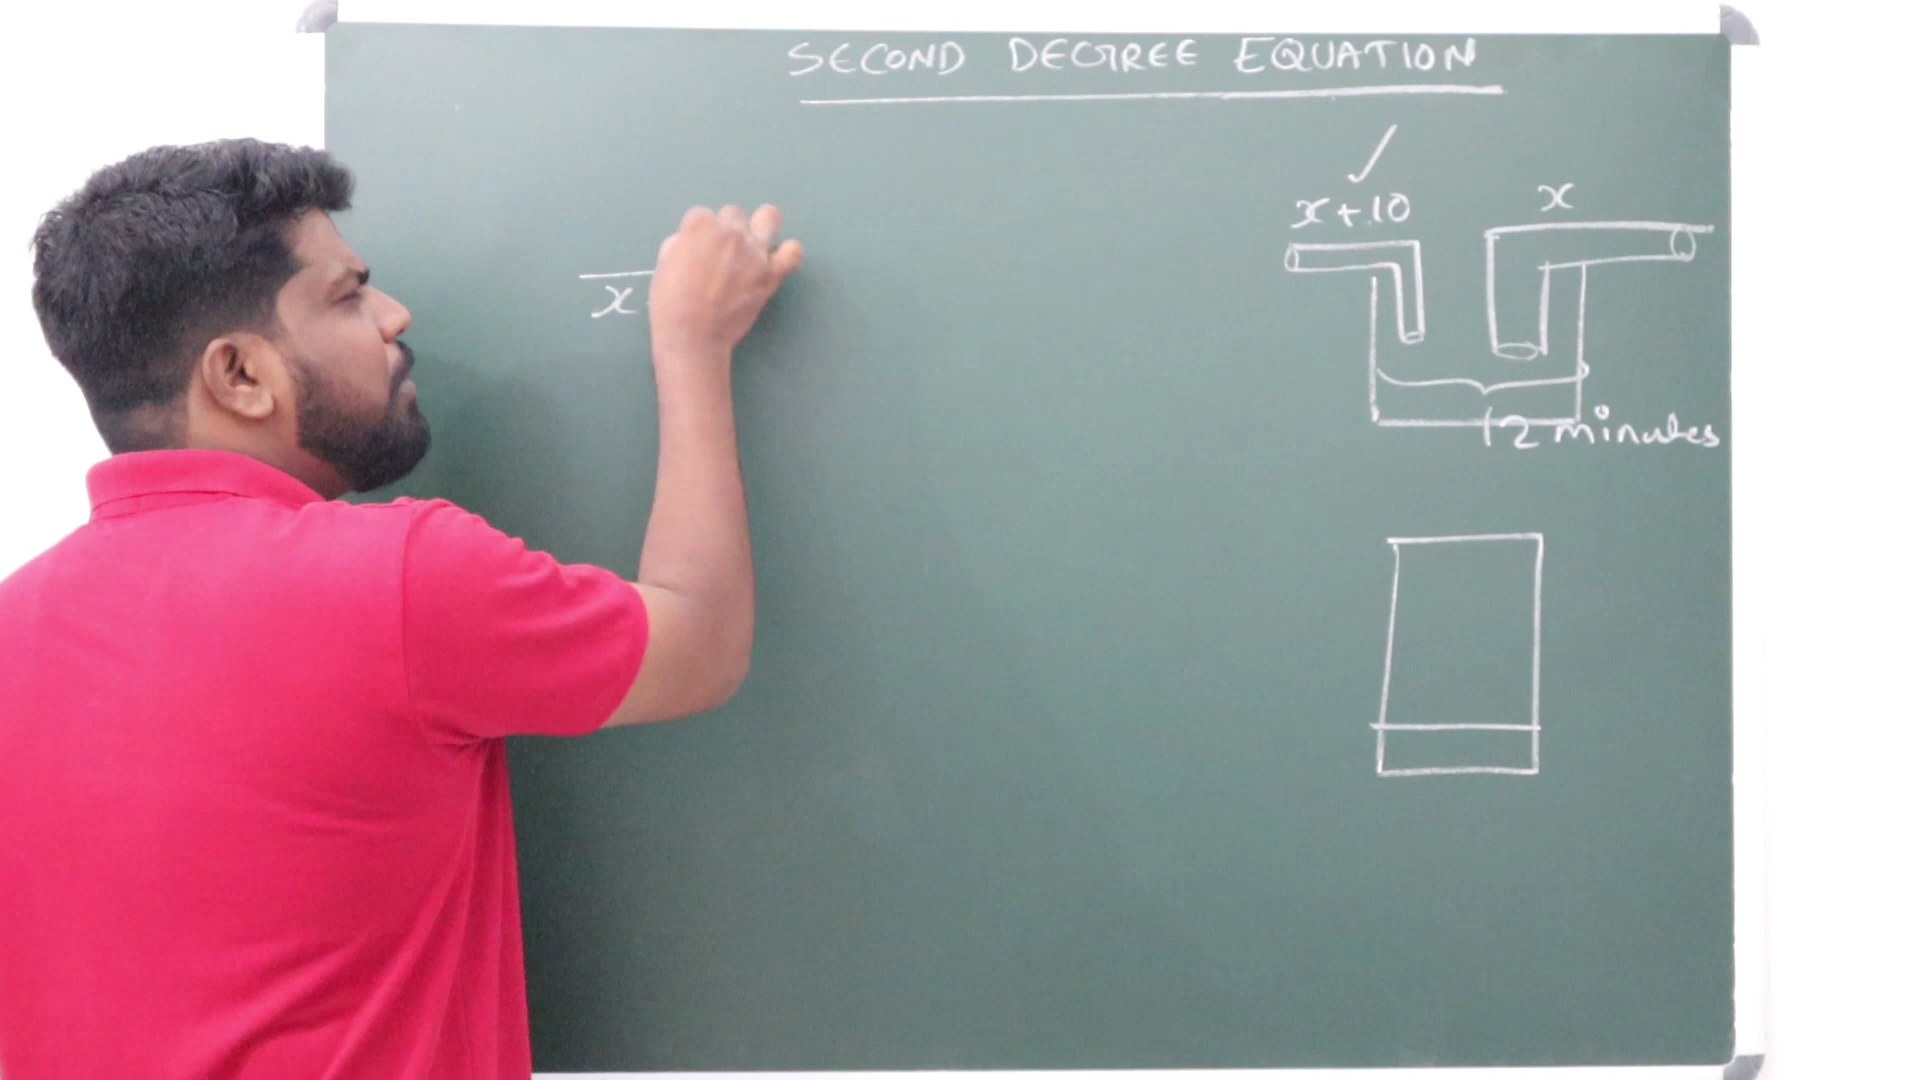 SECOND DEGREE EQUATION
x + 10
x
12 minutes
x